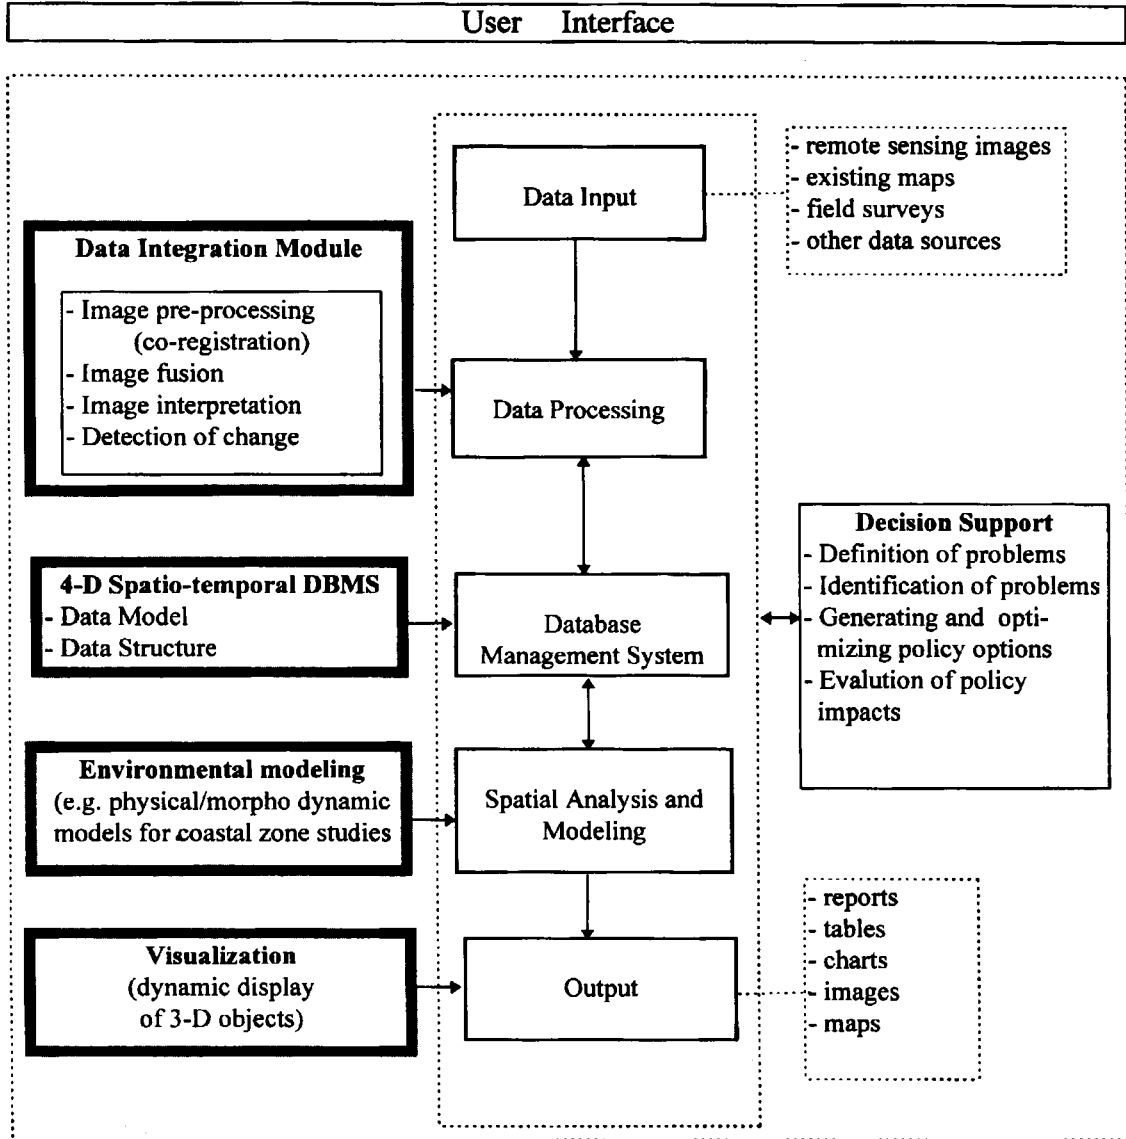 User Interface
Data Input
- remote sensing images
- existing maps
- field surveys
- other data sources
Data Integration Module
- Image pre-processing
(co-registration)
- Image fusion
- Image interpretation
- Detection of change
Data Processing
4-D Spatio-temporal DBMS
- Data Model
- Data Structure
Database
Management System
Decision Support
- Definition of problems
- Identification of problems
- Generating and opti-
mizing policy options
- Evalution of policy
impacts
Environmental modeling
(e.g. physical/morpho dynamic
models for coastal zone studies
Spatial Analysis and
Modeling
Visualization
(dynamic display
of 3-D objects)
Output
- reports
- tables
- charts
- images
- maps